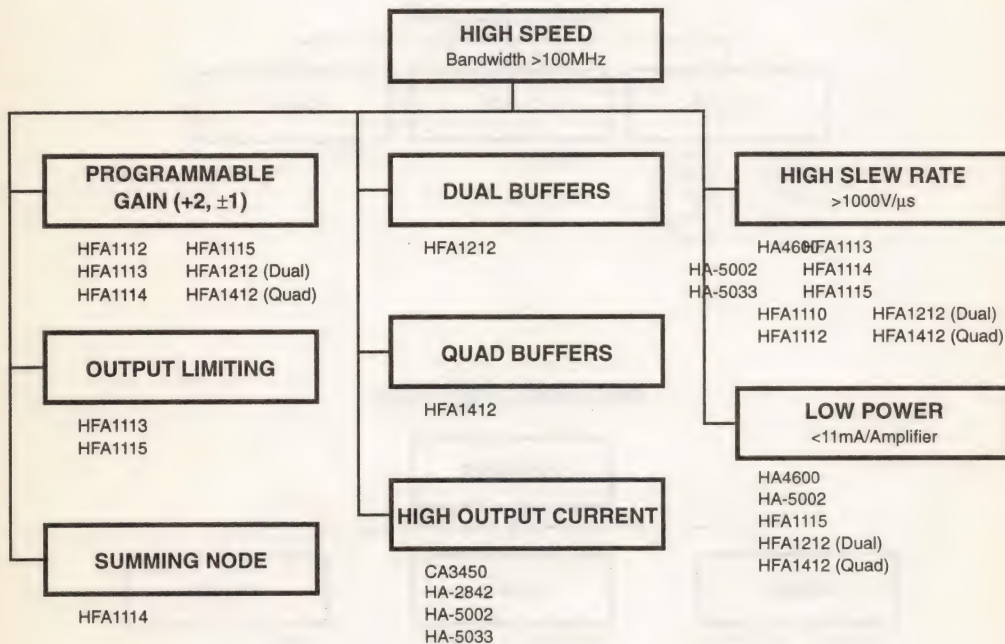 HIGH SPEED
Bandwidth >100MHz
PROGRAMMABLE
GAIN (+2, ±1)
HFA1112 HFA1115
HFA1113 HFA1212 (Dual)
HFA1114 HFA1412 (Quad)
OUTPUT LIMITING
HFA1113
HFA1115
SUMMING NODE
HFA1114
DUAL BUFFERS
HFA1212
QUAD BUFFERS
HFA1412
HIGH OUTPUT CURRENT
CA3450
HA-2842
HA-5002
HA-5033
HIGH SLEW RATE
>1000V/µs
HA4600 HFA1113
HA-5002 HFA1114
HA-5033 HFA1115
HFA1110 HFA1212 (Dual)
HFA1112 HFA1412 (Quad)
LOW POWER
<11mA/Amplifier
HA4600
HA-5002
HFA1115
HFA1212 (Dual)
HFA1412 (Quad)